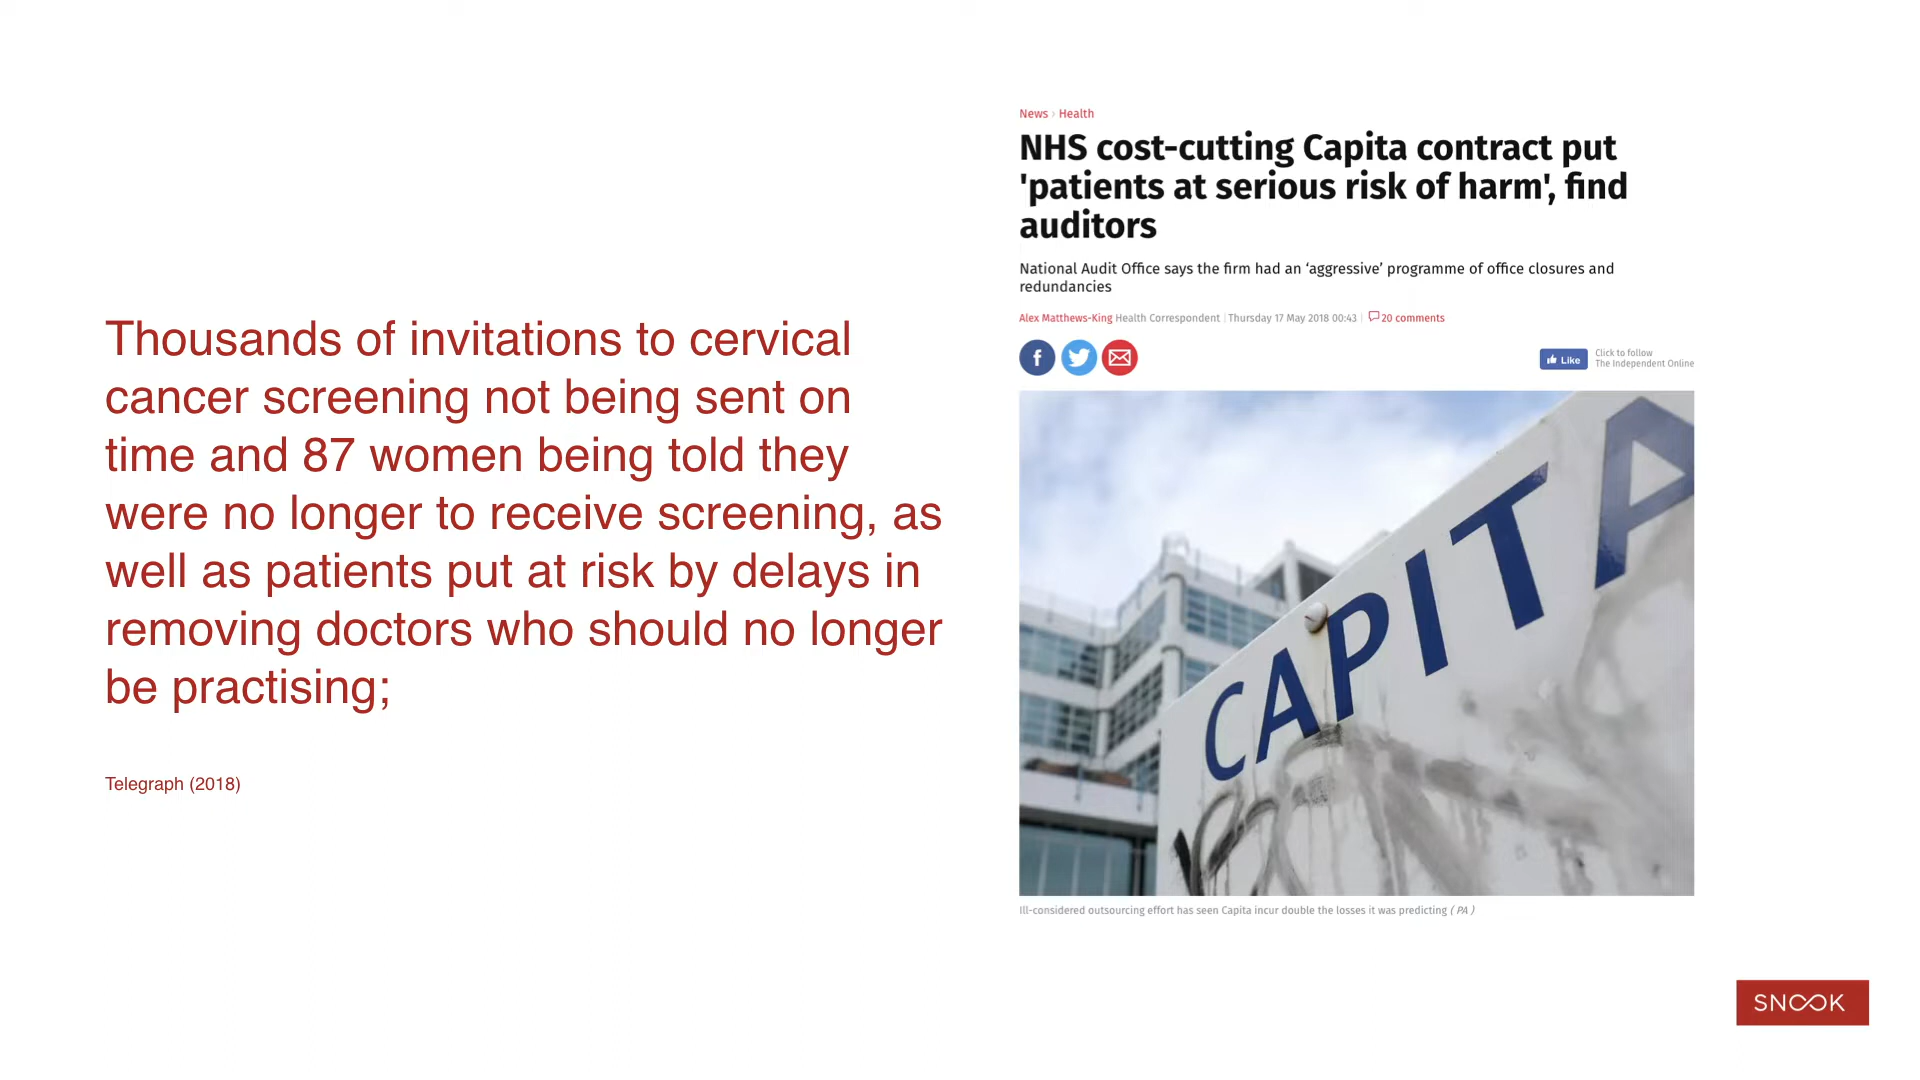 Thousands of invitations to cervical
cancer screening not being sent on
time and 87 women being told they
were no longer to receive screening, as
well as patients put at risk by delays in
removing doctors who should no longer
be practising;
Telegraph (2018)
News › Health
NHS cost-cutting Capita contract put
'patients at serious risk of harm', find
auditors
National Audit Office says the firm had an ‘aggressive’ programme of office closures and
redundancies
Alex Matthews-King Health Correspondent | Thursday 17 May 2018 00:43 | 20 comments
Like
Click to follow
The Independent Online
CAPITA
Ill-considered outsourcing effort has seen Capita incur double the losses it was predicting ( PA )
SNOOK